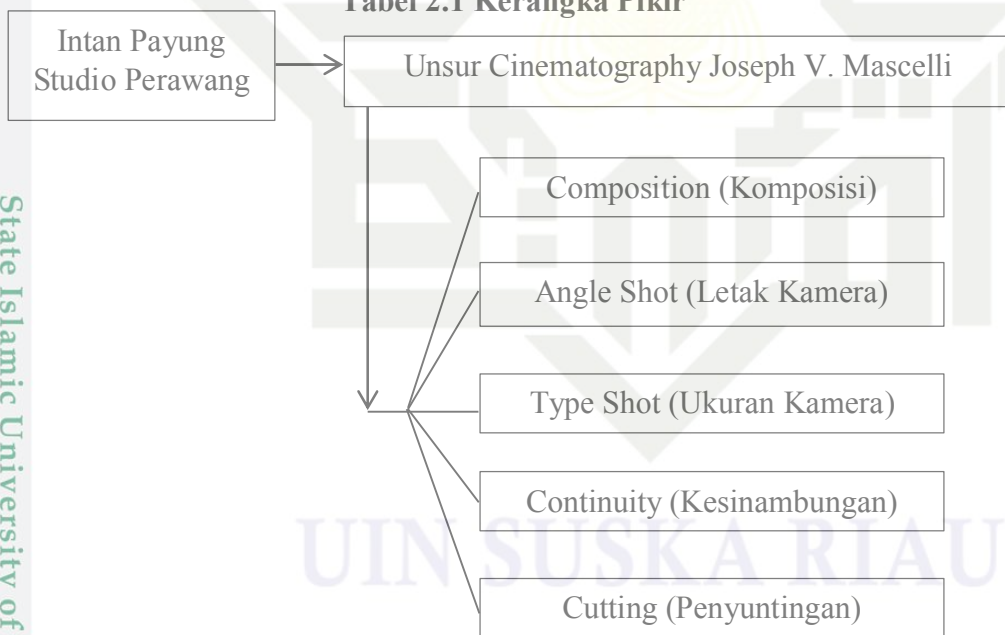 Tabel 2.1 Kerangka Pikir
Intan Payung
Studio Perawang
Unsur Cinematography Joseph V. Mascelli
Composition (Komposisi)
Angle Shot (Letak Kamera)
Type Shot (Ukuran Kamera)
Continuity (Kesinambungan)
Cutting (Penyuntingan)
State Islamic University of
UIN SUSKA RIAU